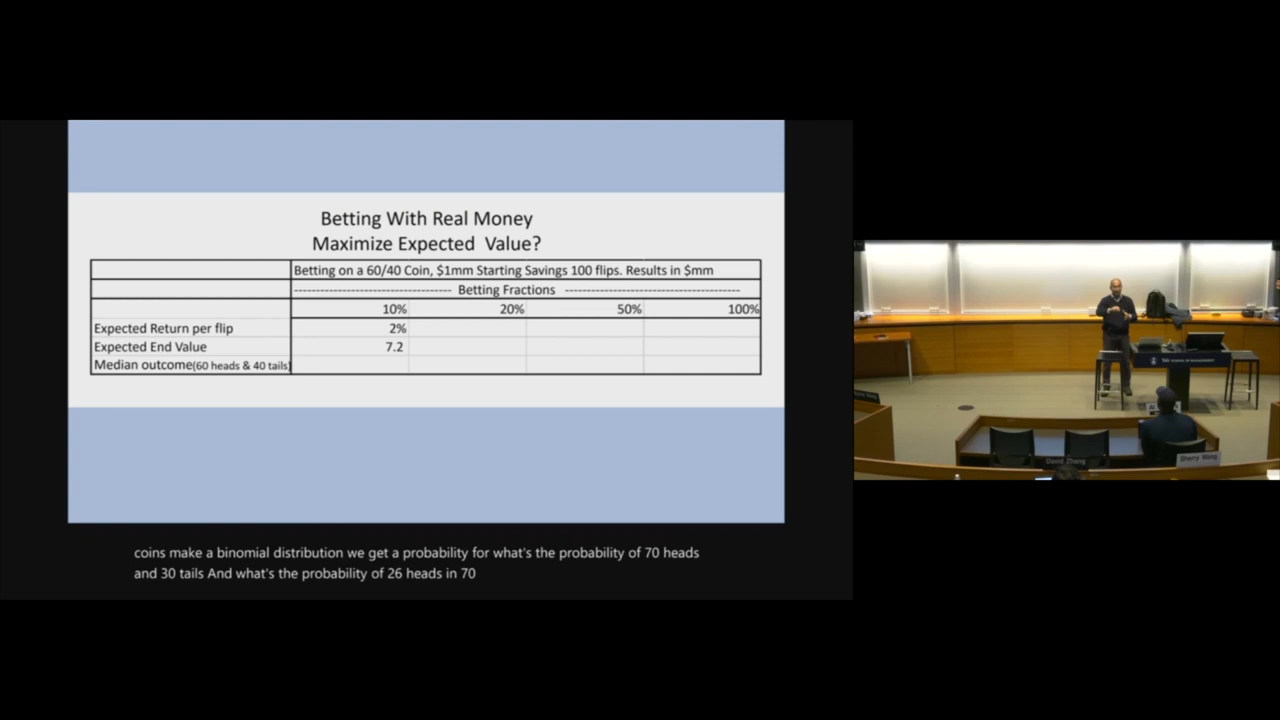 Betting With Real Money
Maximize Expected Value?
Betting on a 60/40 Coin, $1mm Starting Savings 100 flips. Results in $mm
---------------------------------- Betting Fractions --------------------------------------
10% 20% 50% 100%
Expected Return per flip 2%
Expected End Value 7.2
Median outcome(60 heads & 40 tails)
coins make a binomial distribution we get a probability for what's the probability of 70 heads
and 30 tails And what's the probability of 26 heads in 70
David Zhang
Sherry Wang